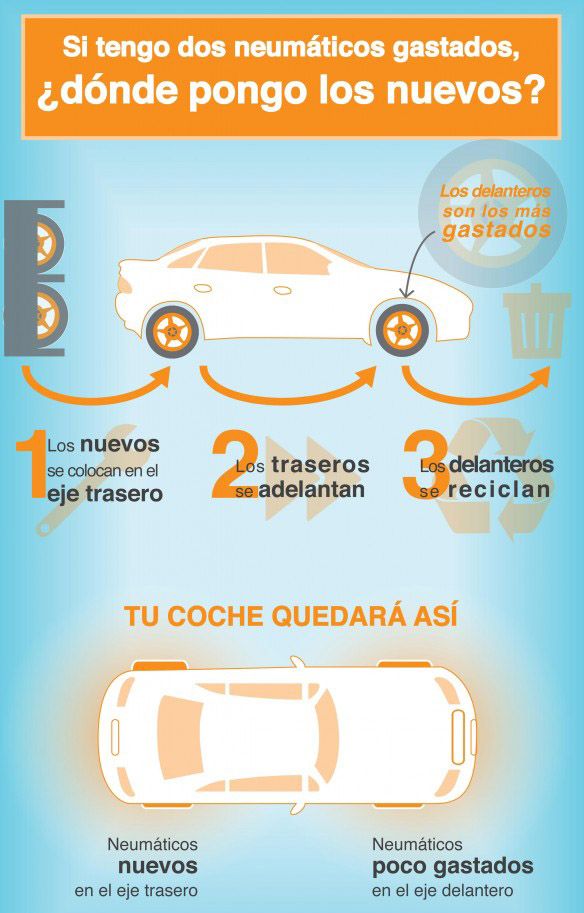 Si tengo dos neumáticos gastados,
¿dónde pongo los nuevos?
Los delanteros
son los más
gastados
1 Los nuevos
se colocan en el
eje trasero
2 Los traseros
se adelantan
3 Los delanteros
se reciclan
TU COCHE QUEDARÁ ASÍ
Neumáticos
nuevos
en el eje trasero
Neumáticos
poco gastados
en el eje delantero